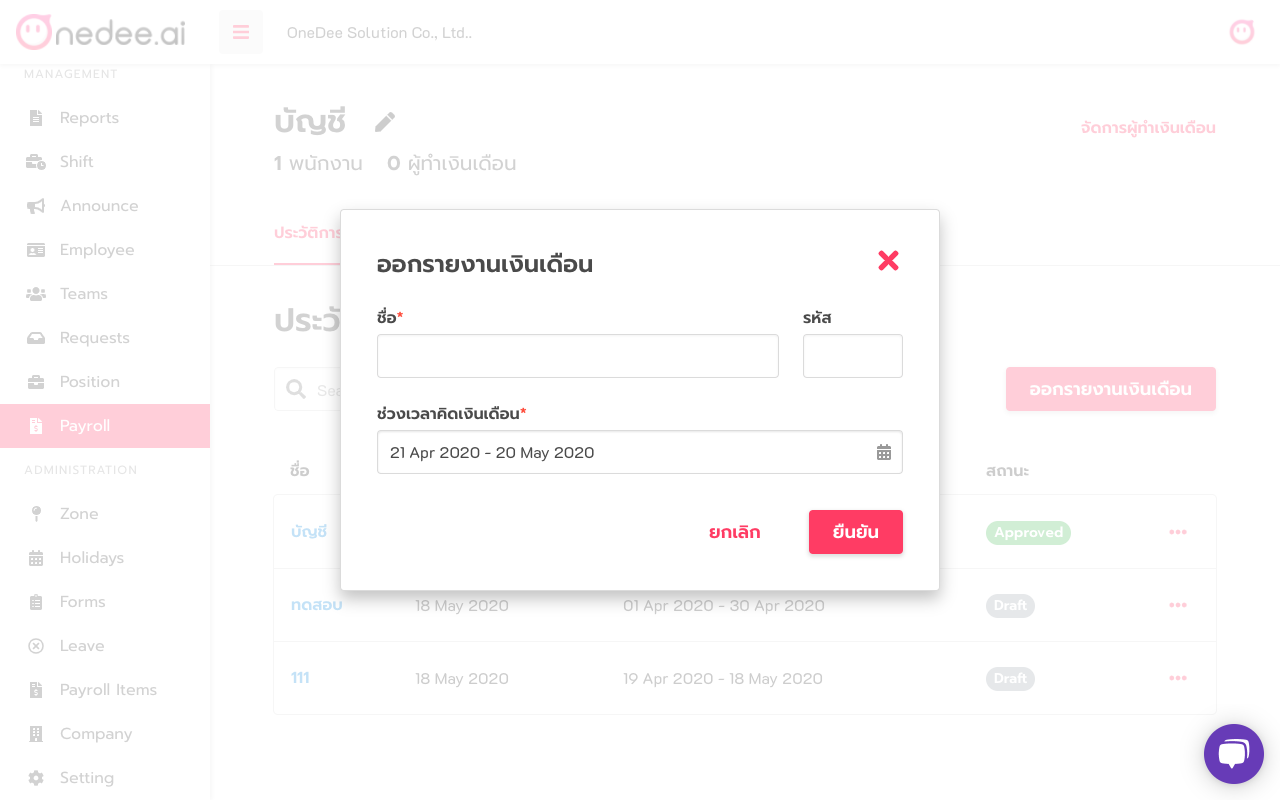 Onedee.ai
OneDee Solution Co., Ltd..
MANAGEMENT
Reports
Shift
Announce
Employee
Teams
Requests
Position
Payroll
ADMINISTRATION
Zone
Holidays
Forms
Leave
Payroll Items
Company
Setting
บัญชี
จัดการผู้ทำเงินเดือน
1 พนักงาน 0 ผู้ทำเงินเดือน
ประวัติการ
ประวั
Sea
ออกรายงานเงินเดือน
ชื่อ สถานะ
บัญชี Approved
ทดสอบ 18 May 2020 01 Apr 2020 - 30 Apr 2020 Draft
111 18 May 2020 19 Apr 2020 - 18 May 2020 Draft
ออกรายงานเงินเดือน
ชื่อ* รหัส
ช่วงเวลาคิดเงินเดือน*
21 Apr 2020 - 20 May 2020
ยกเลิก ยืนยัน